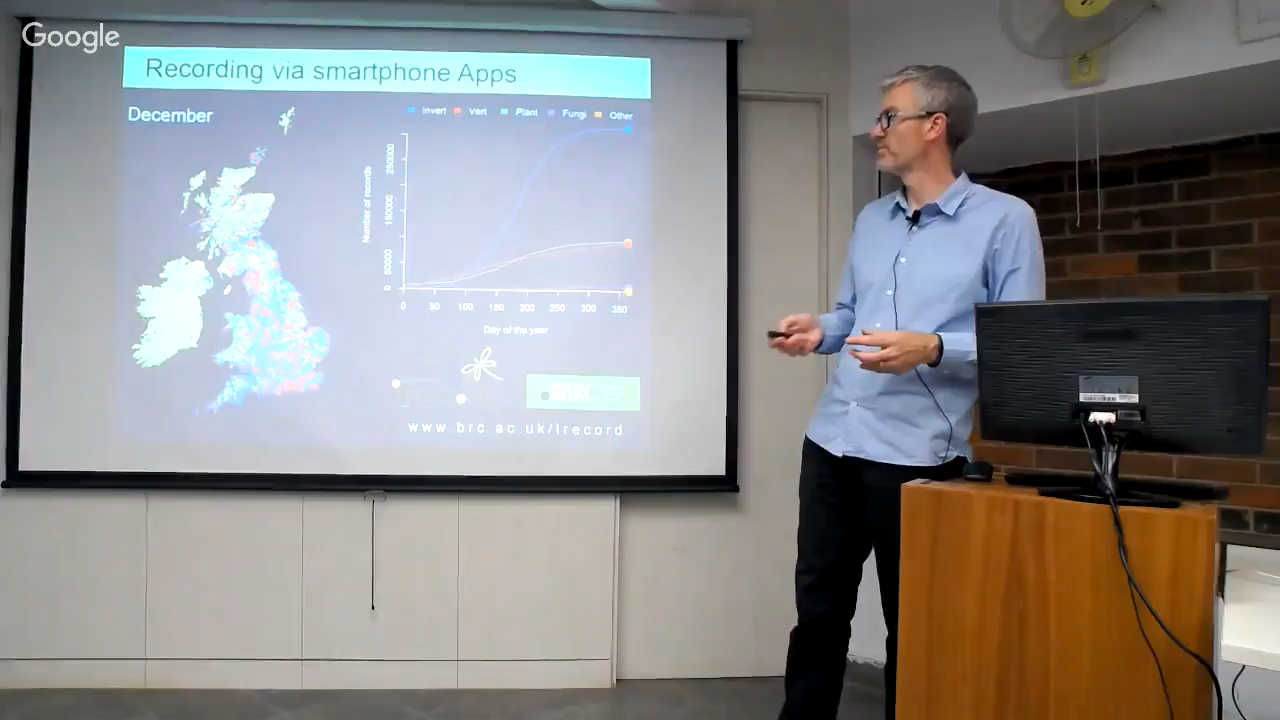 Google
Recording via smartphone Apps
December
Invert Vert Plant Fungi Other
Number of records
250000
150000
50000
0
0 50 100 150 200 250 300 350
Day of the year
www.brc.ac.uk/irecord